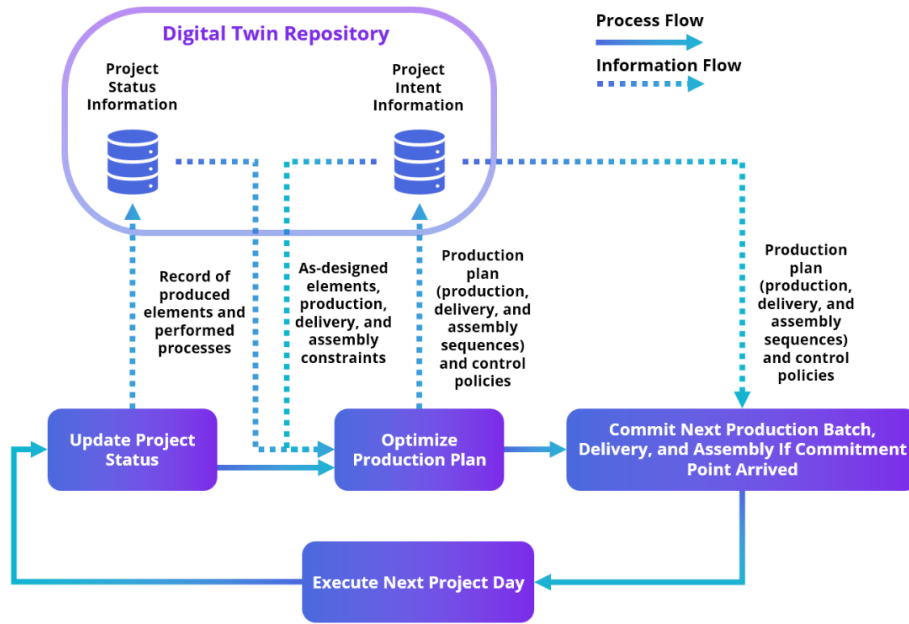 Digital Twin Repository
Process Flow
Information Flow
Project
Status
Information
Project
Intent
Information
Record of
produced
elements and
performed
processes
As-designed
elements,
production,
delivery, and
assembly
constraints
Production
plan
(production,
delivery, and
assembly
sequences)
and control
policies
Production
plan
(production,
delivery, and
assembly
sequences)
and control
policies
Update Project
Status
Optimize
Production Plan
Commit Next Production Batch,
Delivery, and Assembly If Commitment
Point Arrived
Execute Next Project Day